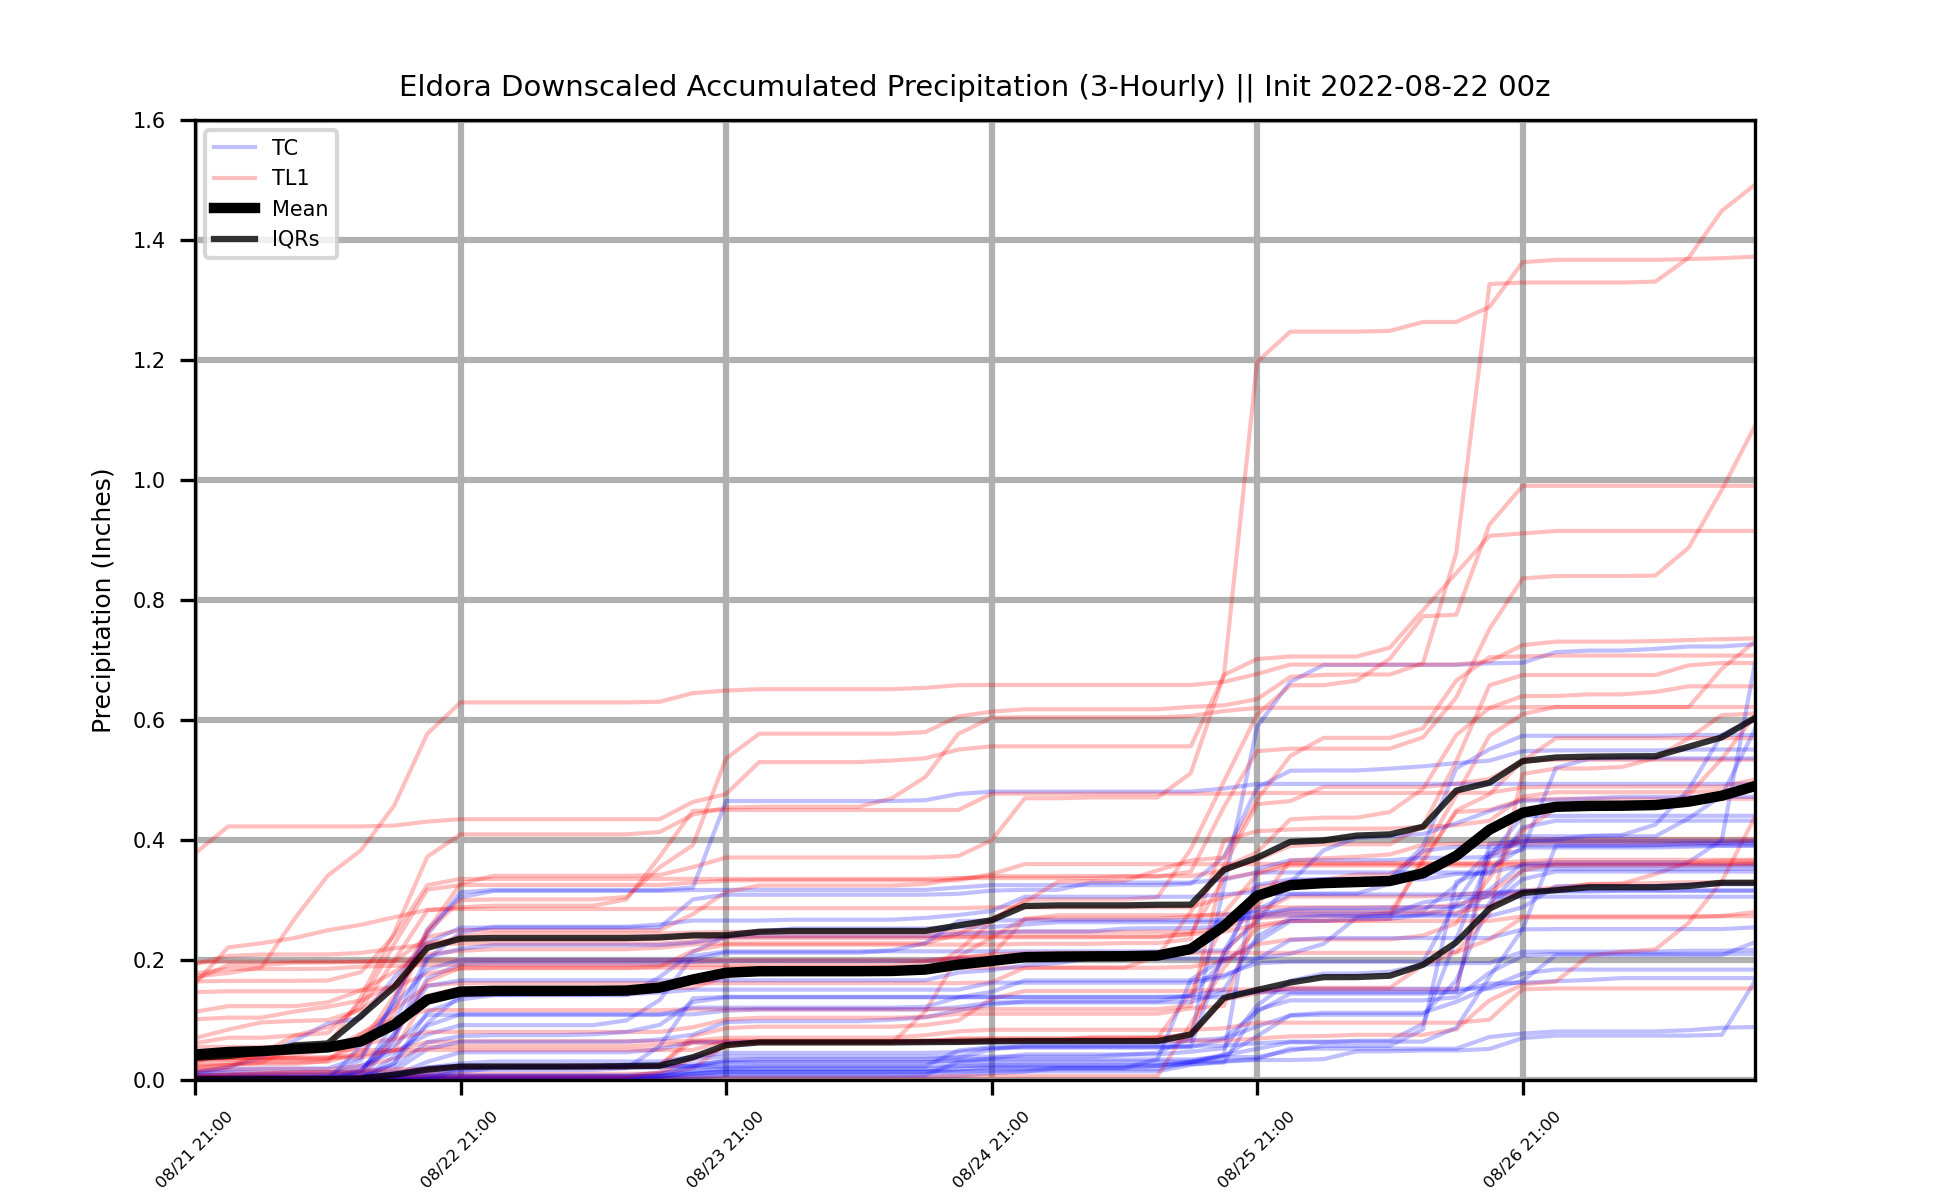 Eldora Downscaled Accumulated Precipitation (3-Hourly) || Init 2022-08-22 00z
Precipitation (Inches)
1.6
1.4
1.2
1.0
0.8
0.6
0.4
0.2
0.0
TC
TL1
Mean
IQRs
08/21 21:00
08/22 21:00
08/23 21:00
08/24 21:00
08/25 21:00
08/26 21:00